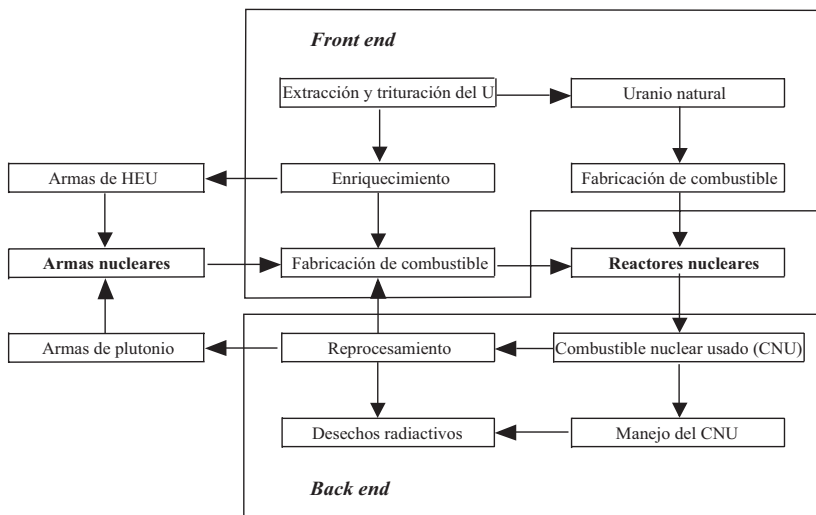 Front end
Extracción y trituración del U
Uranio natural
Armas de HEU
Enriquecimiento
Fabricación de combustible
Armas nucleares
Fabricación de combustible
Reactores nucleares
Armas de plutonio
Reprocesamiento
Combustible nuclear usado (CNU)
Desechos radiactivos
Manejo del CNU
Back end